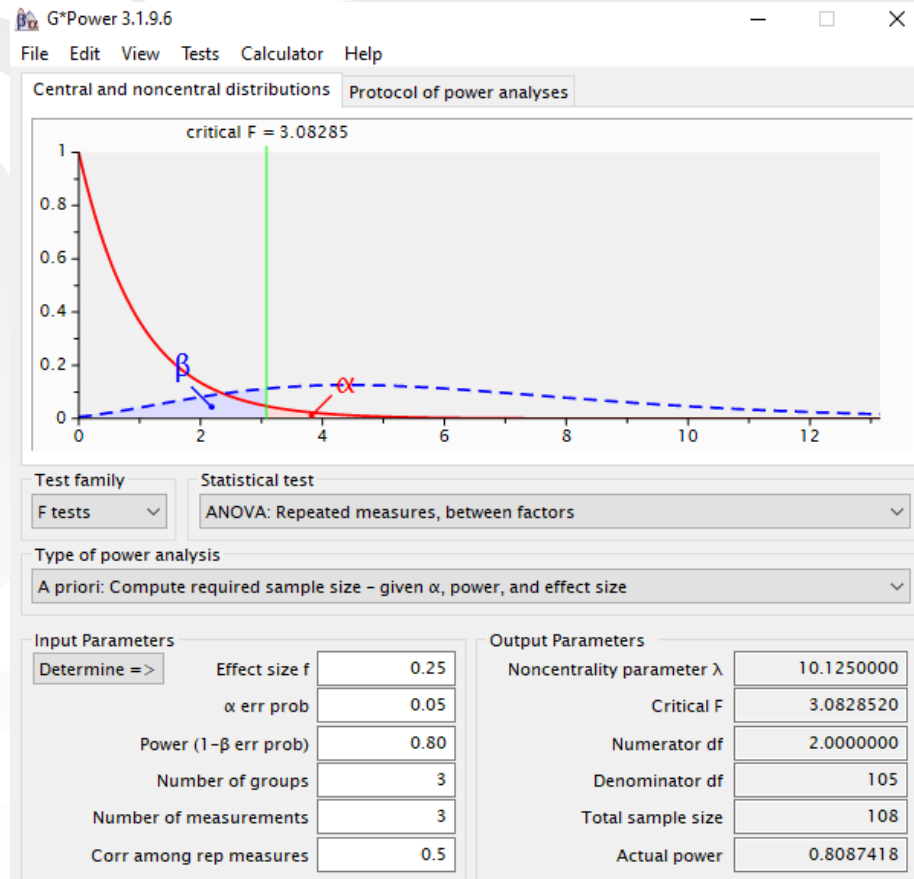 G*Power 3.1.9.6
File Edit View Tests Calculator Help
Central and noncentral distributions Protocol of power analyses
critical F = 3.08285
1
0.8
0.6
0.4
0.2
0
β
α
0 2 4 6 8 10 12
Test family Statistical test
F tests ANOVA: Repeated measures, between factors
Type of power analysis
A priori: Compute required sample size – given α, power, and effect size
Input Parameters Output Parameters
Determine => Effect size f 0.25 Noncentrality parameter λ 10.1250000
α err prob 0.05 Critical F 3.0828520
Power (1-β err prob) 0.80 Numerator df 2.0000000
Number of groups 3 Denominator df 105
Number of measurements 3 Total sample size 108
Corr among rep measures 0.5 Actual power 0.8087418